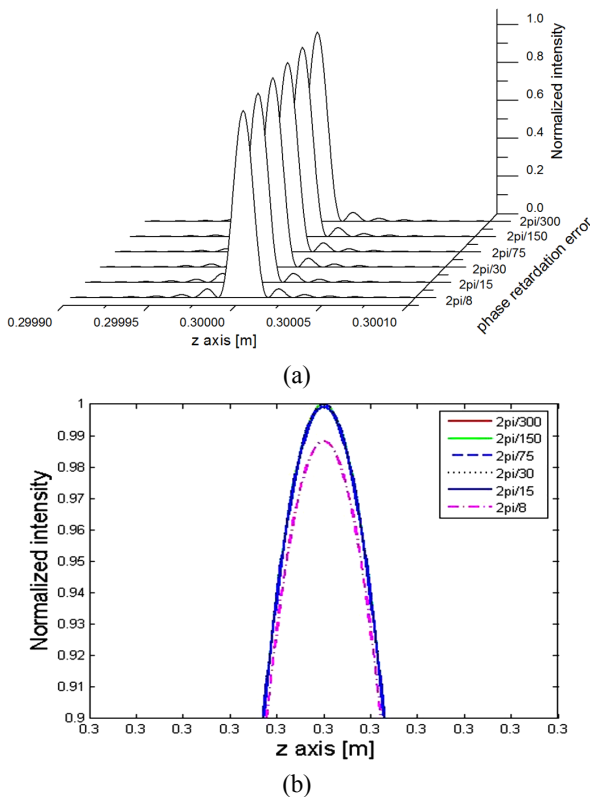 1.0
0.8
0.6
0.4
0.2
0.0
Normalized intensity
2pi/300
2pi/150
2pi/75
2pi/30
2pi/15
2pi/8
phase retardation error
0.29990 0.29995 0.30000 0.30005 0.30010
z axis [m]
(a)
1
0.99
0.98
0.97
0.96
0.95
0.94
0.93
0.92
0.91
0.9
Normalized intensity
2pi/300
2pi/150
2pi/75
2pi/30
2pi/15
2pi/8
0.3 0.3 0.3 0.3 0.3 0.3 0.3 0.3 0.3 0.3 0.3
z axis [m]
(b)